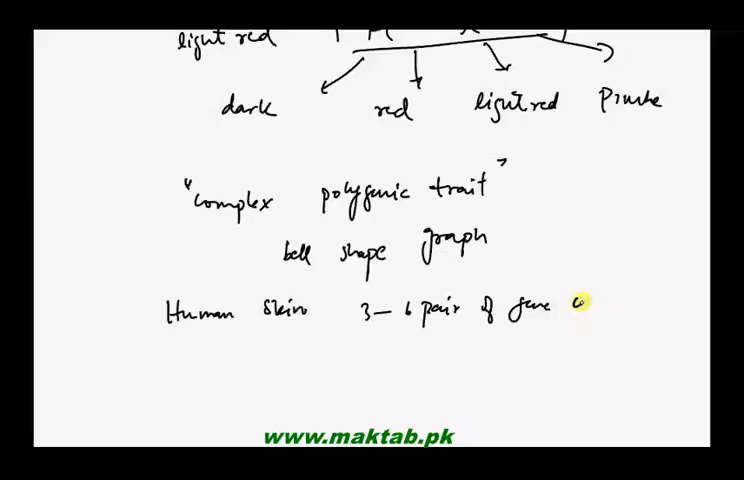 light red
dark red light red
"complex polygenic trait"
bell shape graph
Human skin 3-6 pair of gene
www.maktab.pk